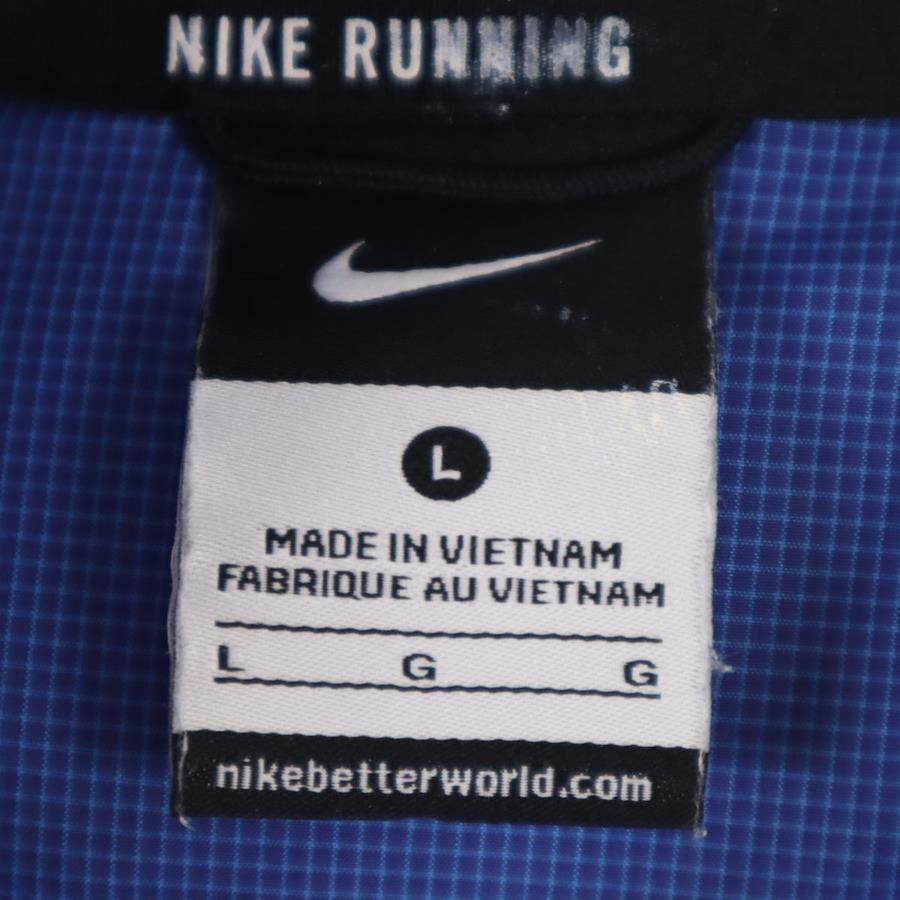 NIKE RUNNING
L
MADE IN VIETNAM
FABRIQUE AU VIETNAM
L G G
nikebetterworld.com